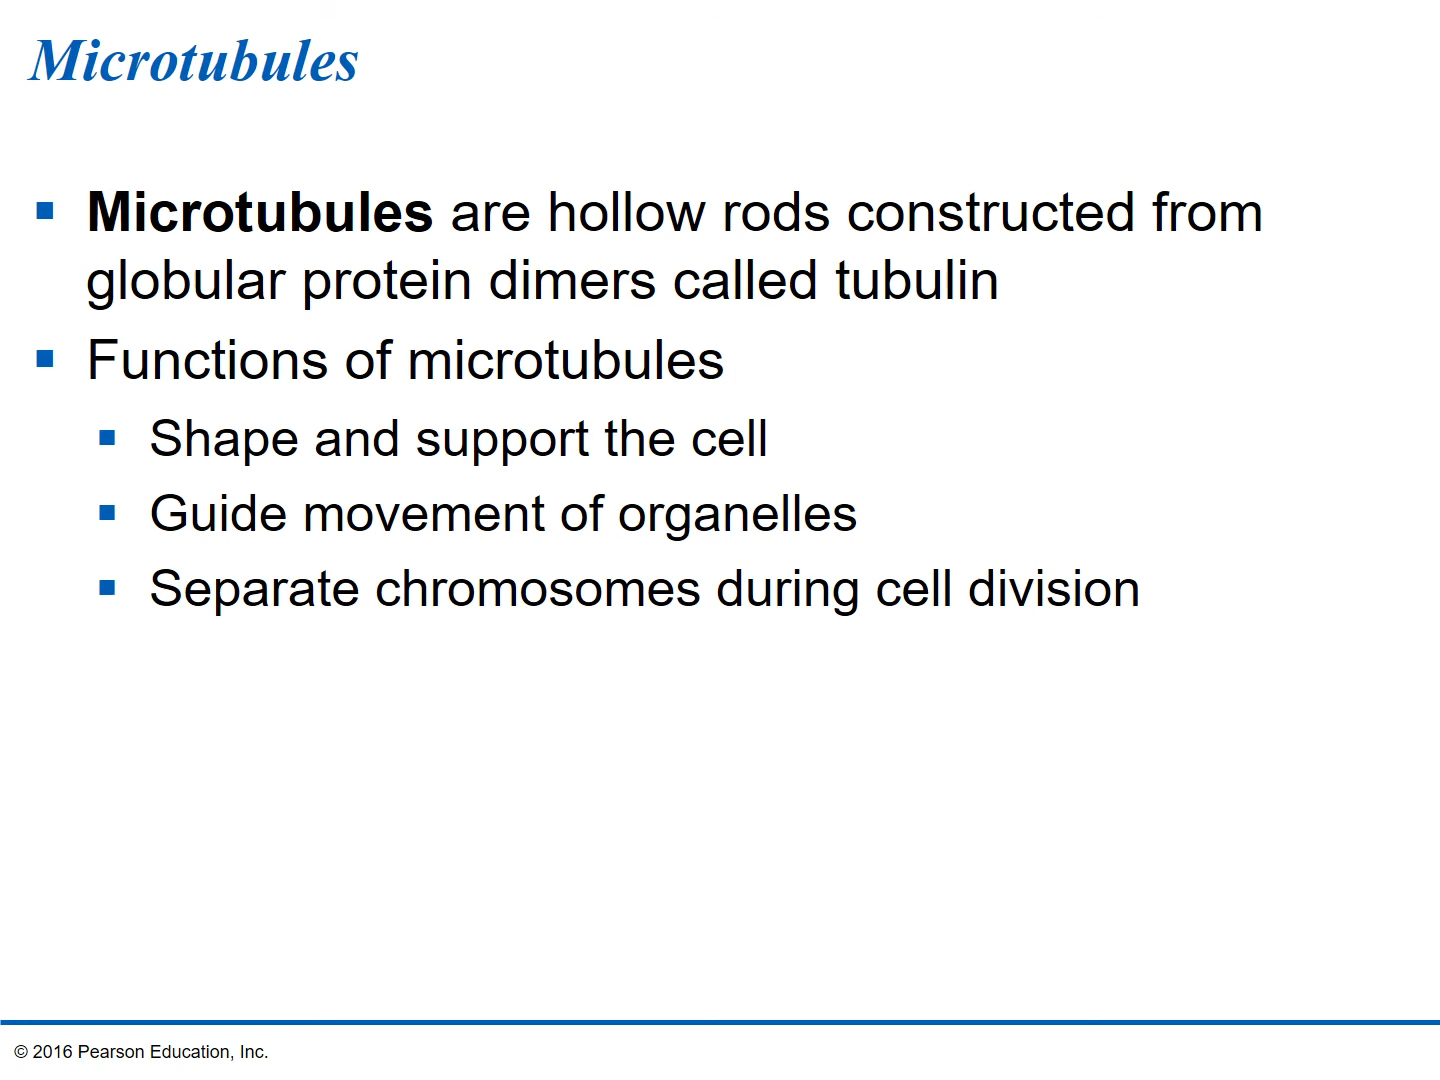 Microtubules
▪ Microtubules are hollow rods constructed from
globular protein dimers called tubulin
▪ Functions of microtubules
▪ Shape and support the cell
▪ Guide movement of organelles
▪ Separate chromosomes during cell division
© 2016 Pearson Education, Inc.